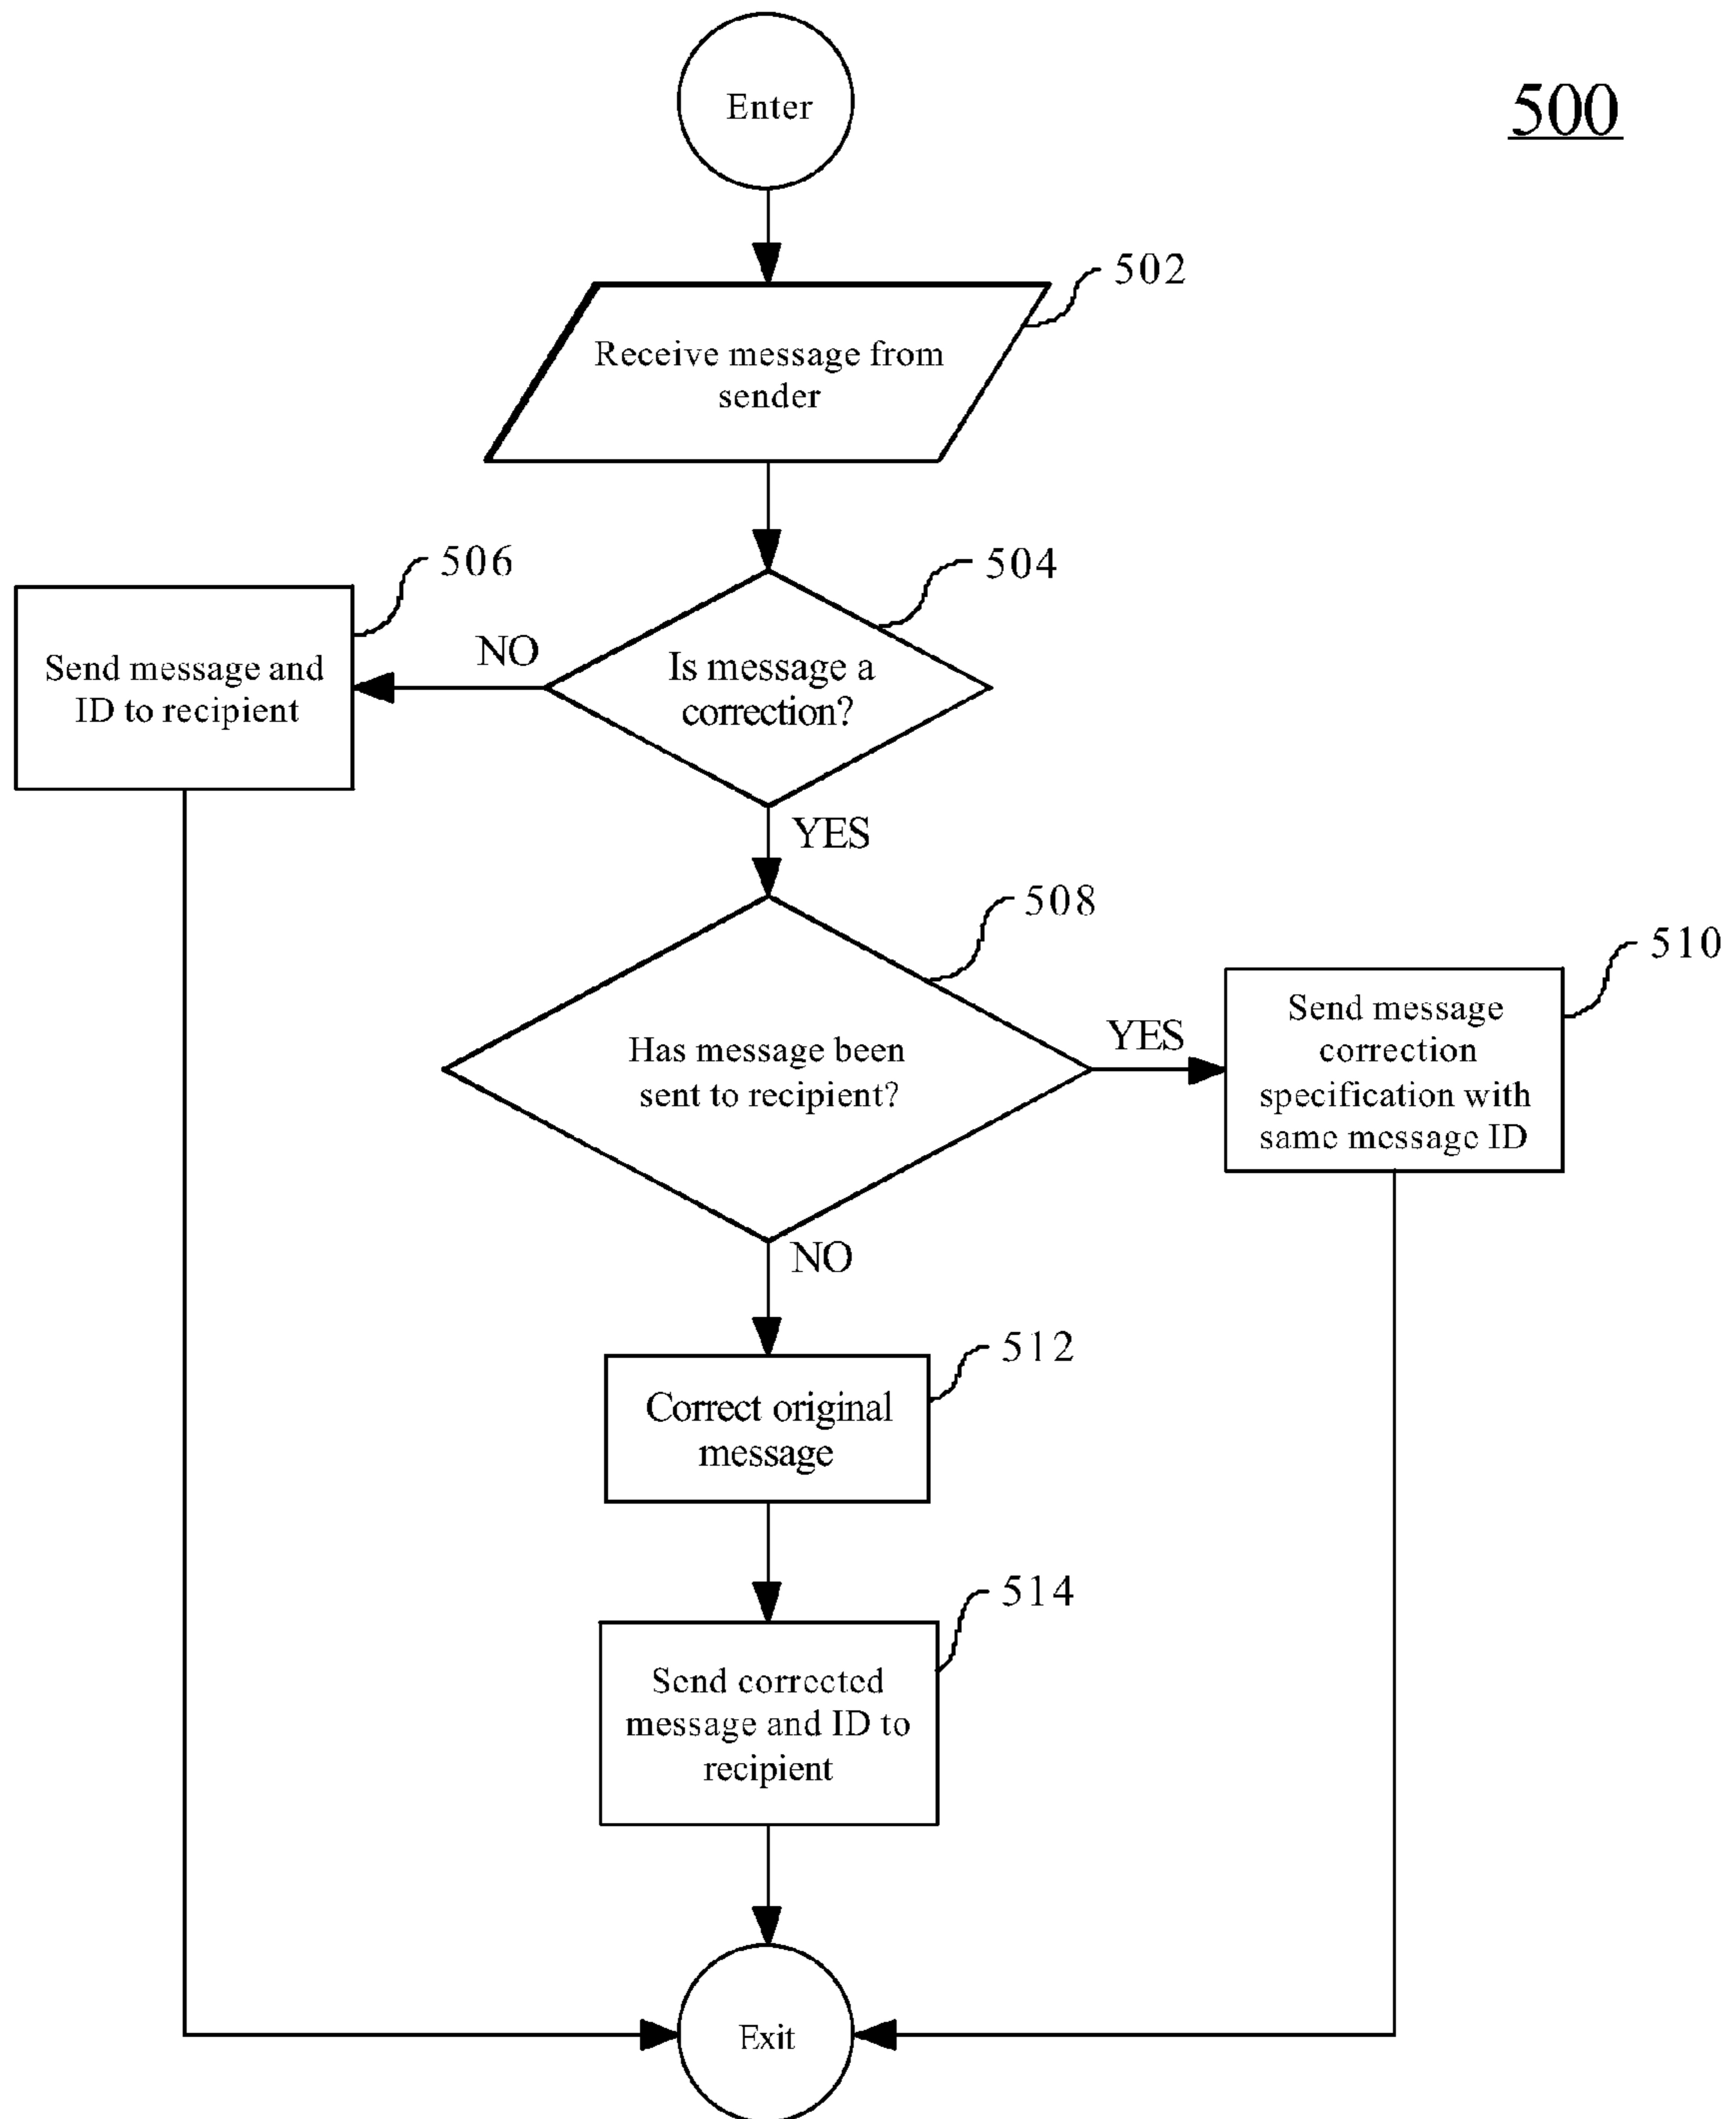 Enter
500
502
Receive message from
sender
506
504
Send message and
ID to recipient
NO
Is message a
correction?
YES
508
510
Has message been
sent to recipient?
YES
Send message
correction
specification with
same message ID
NO
512
Correct original
message
514
Send corrected
message and ID to
recipient
Exit